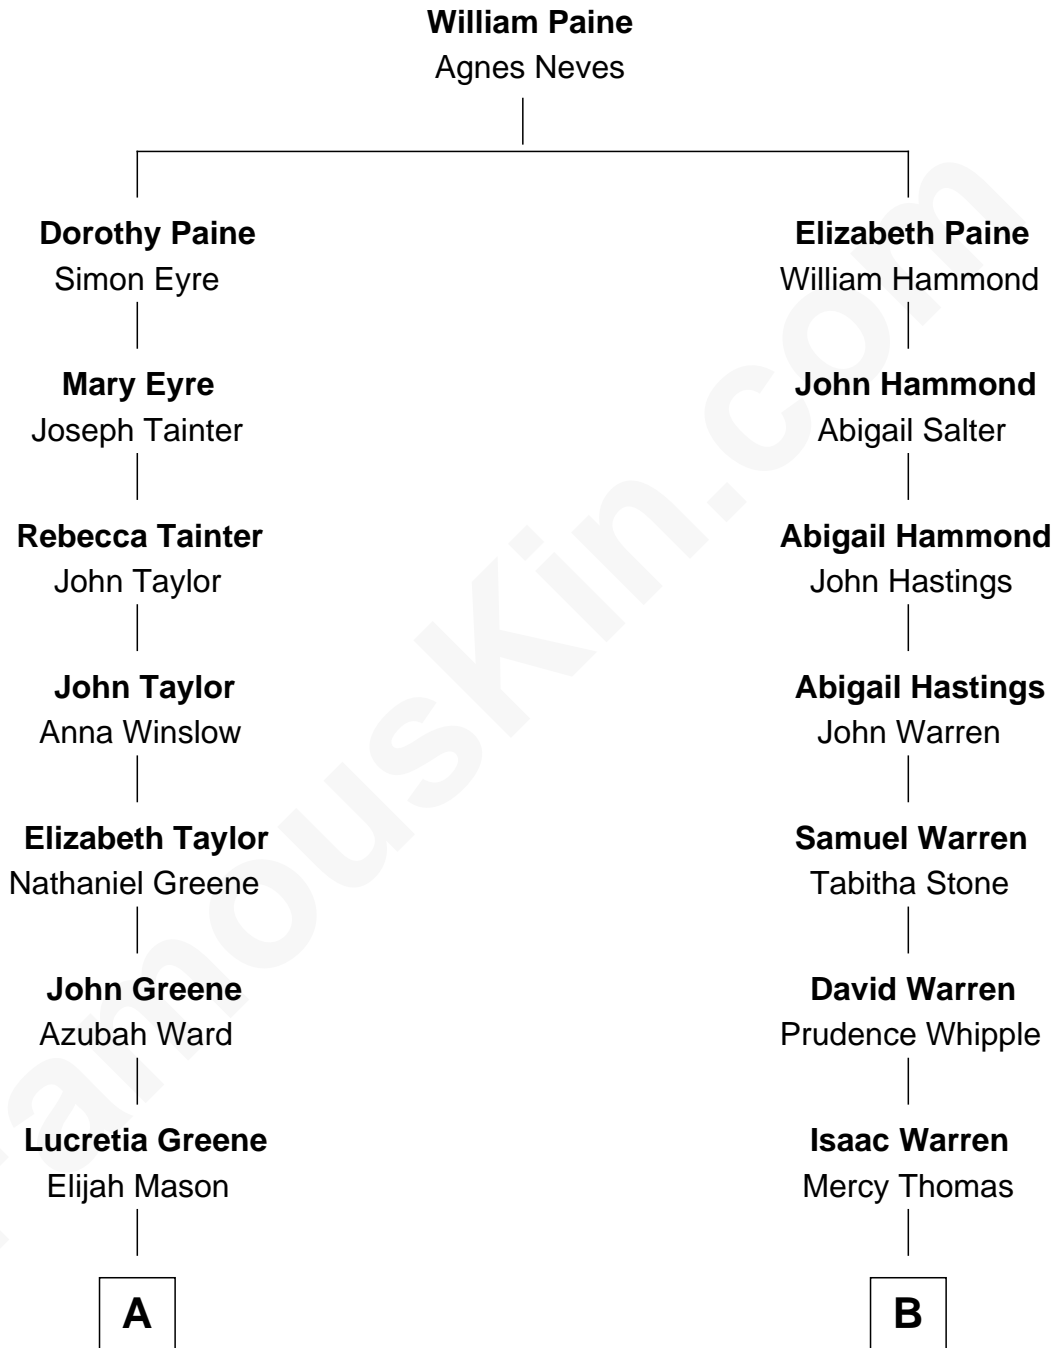 William Paine
Agnes Neves
Dorothy Paine
Simon Eyre
Elizabeth Paine
William Hammond
Mary Eyre
Joseph Tainter
John Hammond
Abigail Salter
Rebecca Tainter
John Taylor
Abigail Hammond
John Hastings
John Taylor
Anna Winslow
Abigail Hastings
John Warren
Elizabeth Taylor
Nathaniel Greene
Samuel Warren
Tabitha Stone
John Greene
Azubah Ward
David Warren
Prudence Whipple
Lucretia Greene
Elijah Mason
Isaac Warren
Mercy Thomas
A
B
FamousKin.com